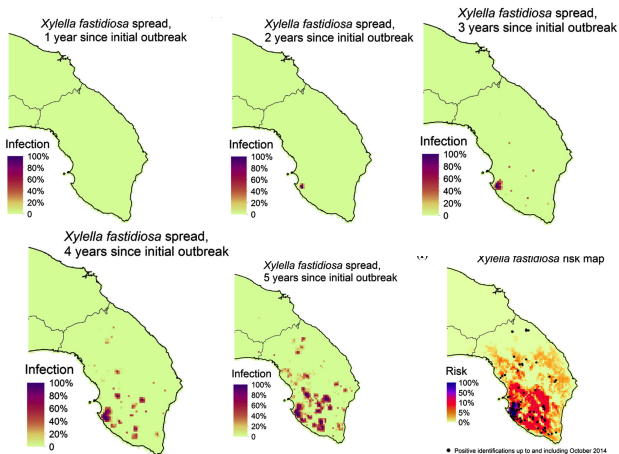 Xylella fastidiosa spread,
1 year since initial outbreak
Infection
100%
80%
60%
40%
20%
0
Xylella fastidiosa spread,
2 years since initial outbreak
Infection
100%
80%
60%
40%
20%
0
Xylella fastidiosa spread,
3 years since initial outbreak
Infection
100%
80%
60%
40%
20%
0
Xylella fastidiosa spread,
4 years since initial outbreak
Infection
100%
80%
60%
40%
20%
0
Xylella fastidiosa spread,
5 years since initial outbreak
Infection
100%
80%
60%
40%
20%
0
Xylella fastidiosa risk map
Risk
100%
50%
10%
5%
0%
Positive identifications up to and including October 2014